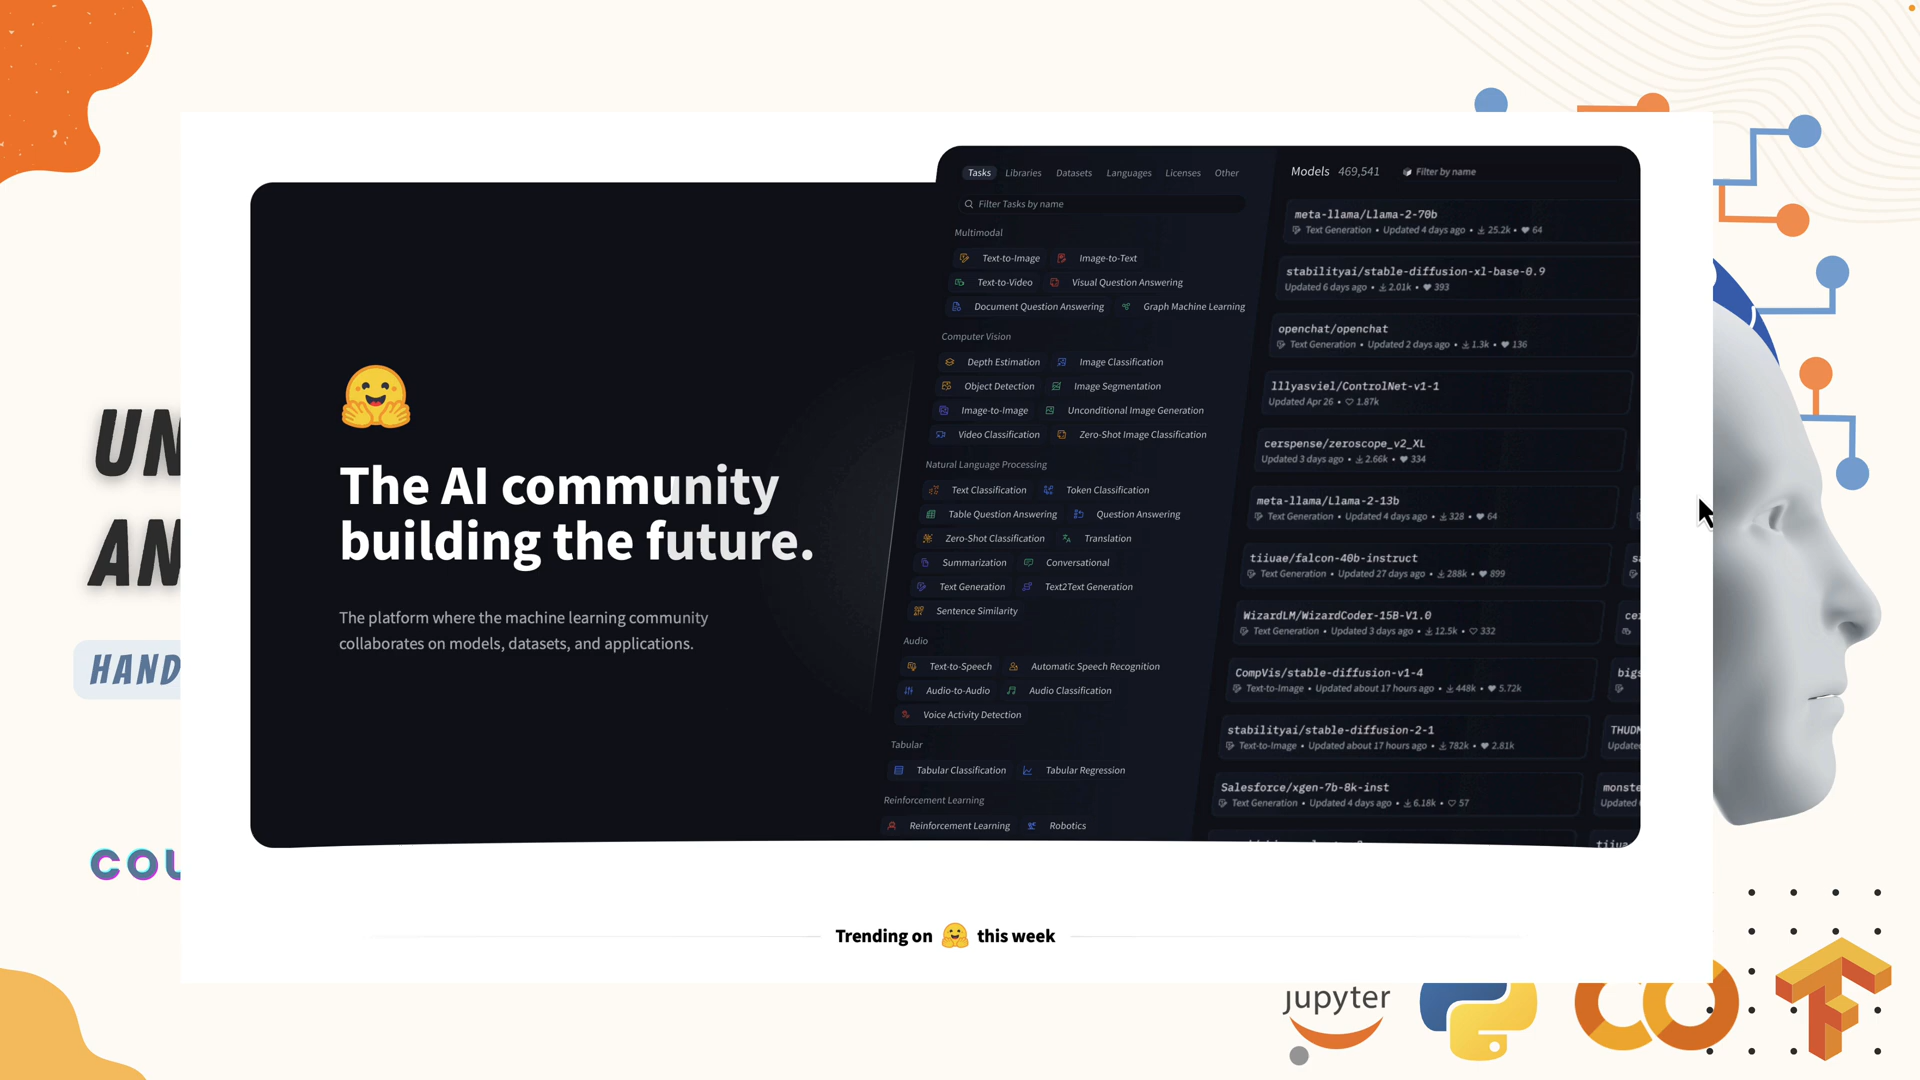 UN
AN
HAND
COU
The AI community
building the future.
The platform where the machine learning community
collaborates on models, datasets, and applications.
Tasks Libraries Datasets Languages Licenses Other
Filter Tasks by name
Multimodal
Text-to-Image Image-to-Text
Text-to-Video Visual Question Answering
Document Question Answering Graph Machine Learning
Computer Vision
Depth Estimation Image Classification
Object Detection Image Segmentation
Image-to-Image Unconditional Image Generation
Video Classification Zero-Shot Image Classification
Natural Language Processing
Text Classification Token Classification
Table Question Answering Question Answering
Zero-Shot Classification Translation
Summarization Conversational
Text Generation Text2Text Generation
Sentence Similarity
Audio
Text-to-Speech Automatic Speech Recognition
Audio-to-Audio Audio Classification
Voice Activity Detection
Tabular
Tabular Classification Tabular Regression
Reinforcement Learning
Reinforcement Learning Robotics
Models 469,541 Filter by name
meta-llama/Llama-2-70b
Text Generation • Updated 4 days ago • 25.2k • 64
stabilityai/stable-diffusion-xl-base-0.9
Updated 6 days ago • 2.01k • 393
openchat/openchat
Text Generation • Updated 2 days ago • 1.3k • 136
lllyasviel/ControlNet-v1-1
Updated Apr 26 • 1.87k
cerspense/zeroscope_v2_XL
Updated 3 days ago • 2.66k • 334
meta-llama/Llama-2-13b
Text Generation • Updated 4 days ago • 328 • 64
tiiuae/falcon-40b-instruct
Text Generation • Updated 27 days ago • 288k • 899
WizardLM/WizardCoder-15B-V1.0
Text Generation • Updated 3 days ago • 12.5k • 332
CompVis/stable-diffusion-v1-4
Text-to-Image • Updated about 17 hours ago • 448k • 5.72k
stabilityai/stable-diffusion-2-1
Text-to-Image • Updated about 17 hours ago • 782k • 2.81k
Salesforce/xgen-7b-8k-inst
Text Generation • Updated 4 days ago • 6.18k • 57
bigs
THUDM
Updated
monste
Updated
Trending on this week
jupyter